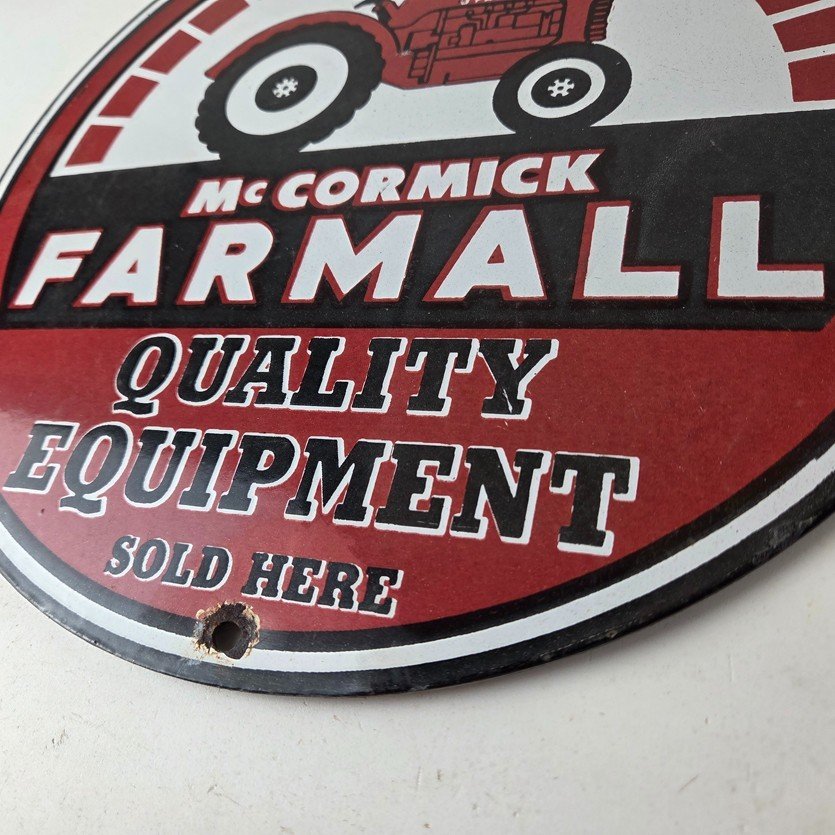 McCORMICK
FARMALL
QUALITY
EQUIPMENT
SOLD HERE